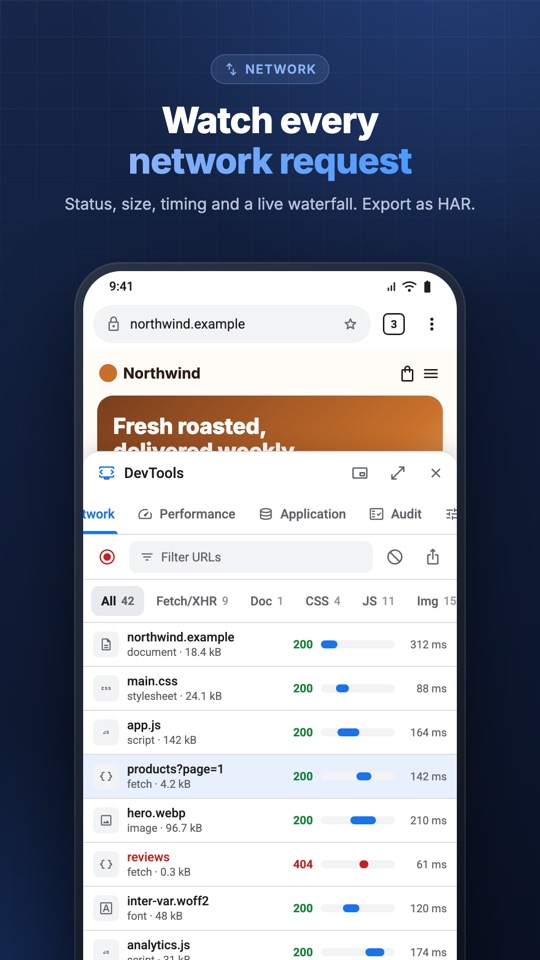 NETWORK
Watch every
network request
Status, size, timing and a live waterfall. Export as HAR.
9:41
northwind.example
3
Northwind
Fresh roasted,
delivered weekly
DevTools
twork Performance Application Audit
Filter URLs
All 42 Fetch/XHR 9 Doc 1 CSS 4 JS 11 Img 15
northwind.example
document · 18.4 kB
200
312 ms
main.css
stylesheet · 24.1 kB
200
88 ms
app.js
script · 142 kB
200
164 ms
products?page=1
fetch · 4.2 kB
200
142 ms
hero.webp
image · 96.7 kB
200
210 ms
reviews
fetch · 0.3 kB
404
61 ms
inter-var.woff2
font · 48 kB
200
120 ms
analytics.js
script · 31 kB
200
174 ms